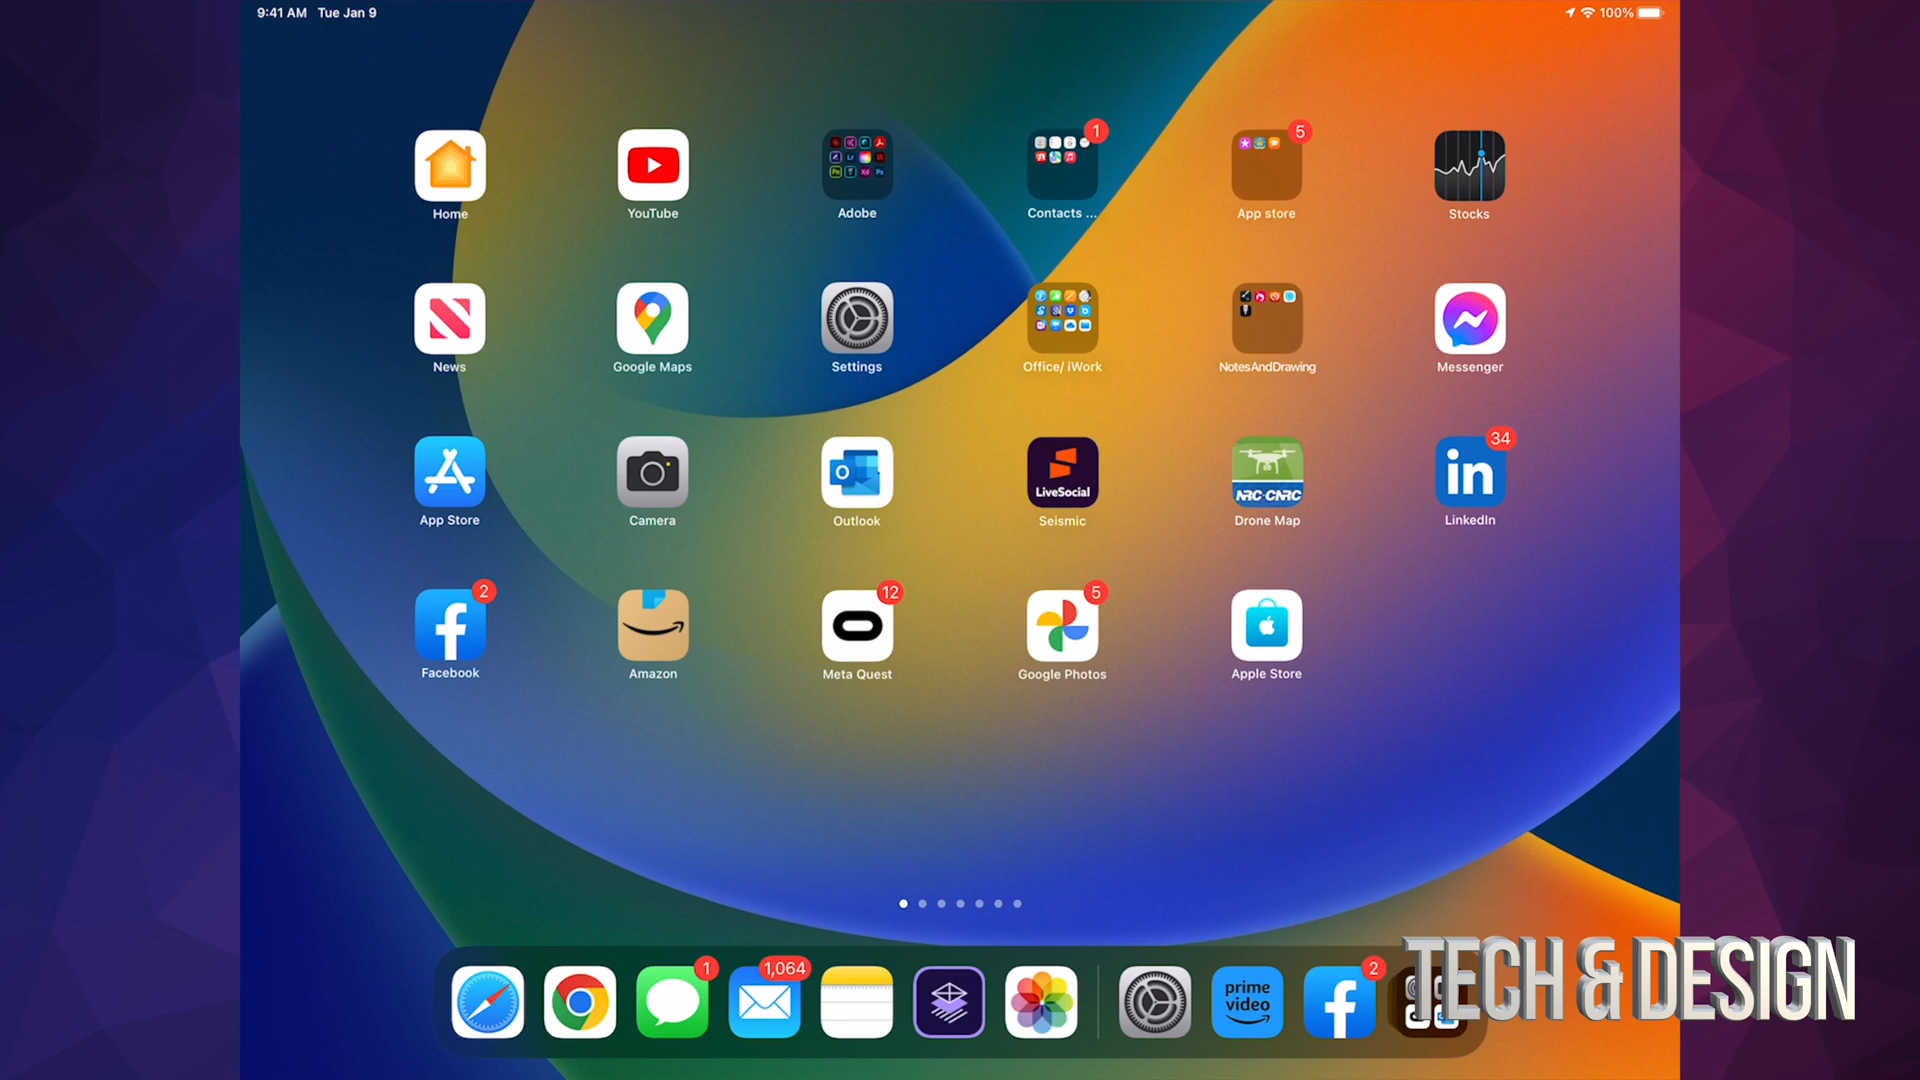 9:41 AM Tue Jan 9
100%
1
5
Home
YouTube
Adobe
Contacts ...
App store
Stocks
News
Google Maps
Settings
Office/ iWork
NotesAndDrawing
Messenger
34
LiveSocial
NRC·CNRC
in
App Store
Camera
Outlook
Seismic
Drone Map
LinkedIn
2
12
5
Facebook
Amazon
Meta Quest
Google Photos
Apple Store
1
1,064
2
prime
video
TECH & DESIGN